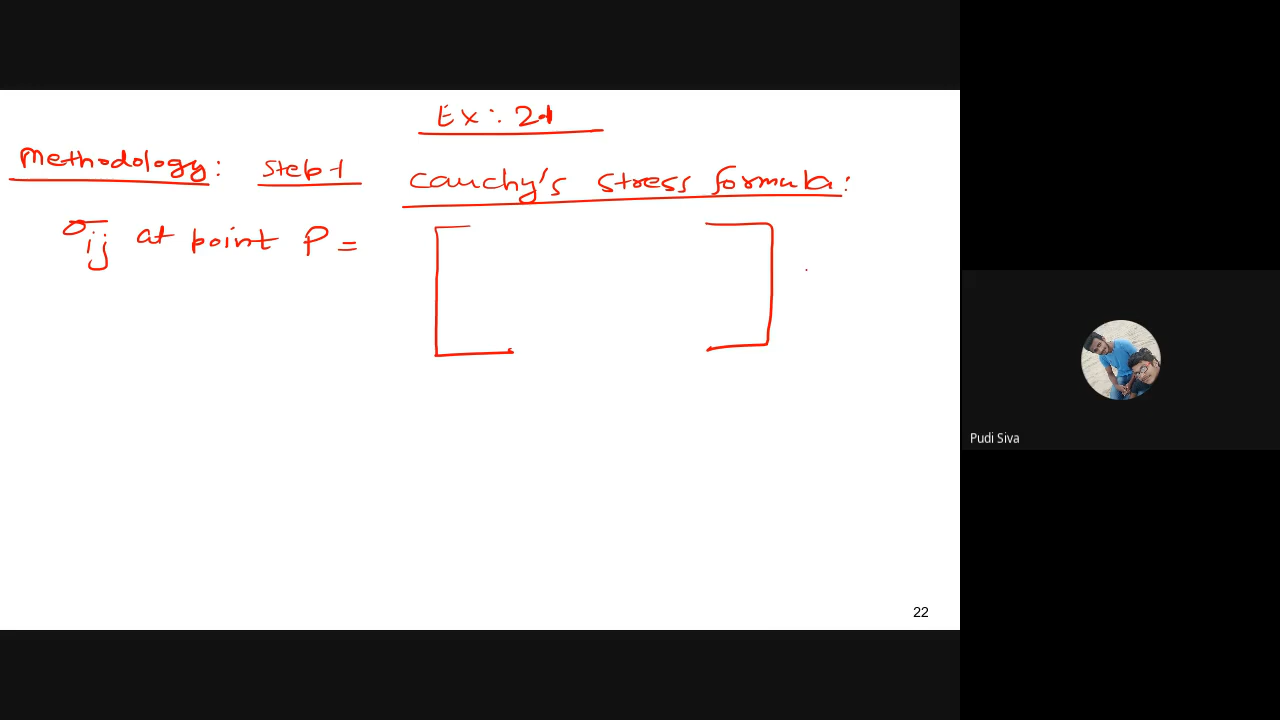 Ex:. 2.1
Methodology: Step-1 Cauchy's stress formula:
σij at point P = [ ]
Pudi Siva
22